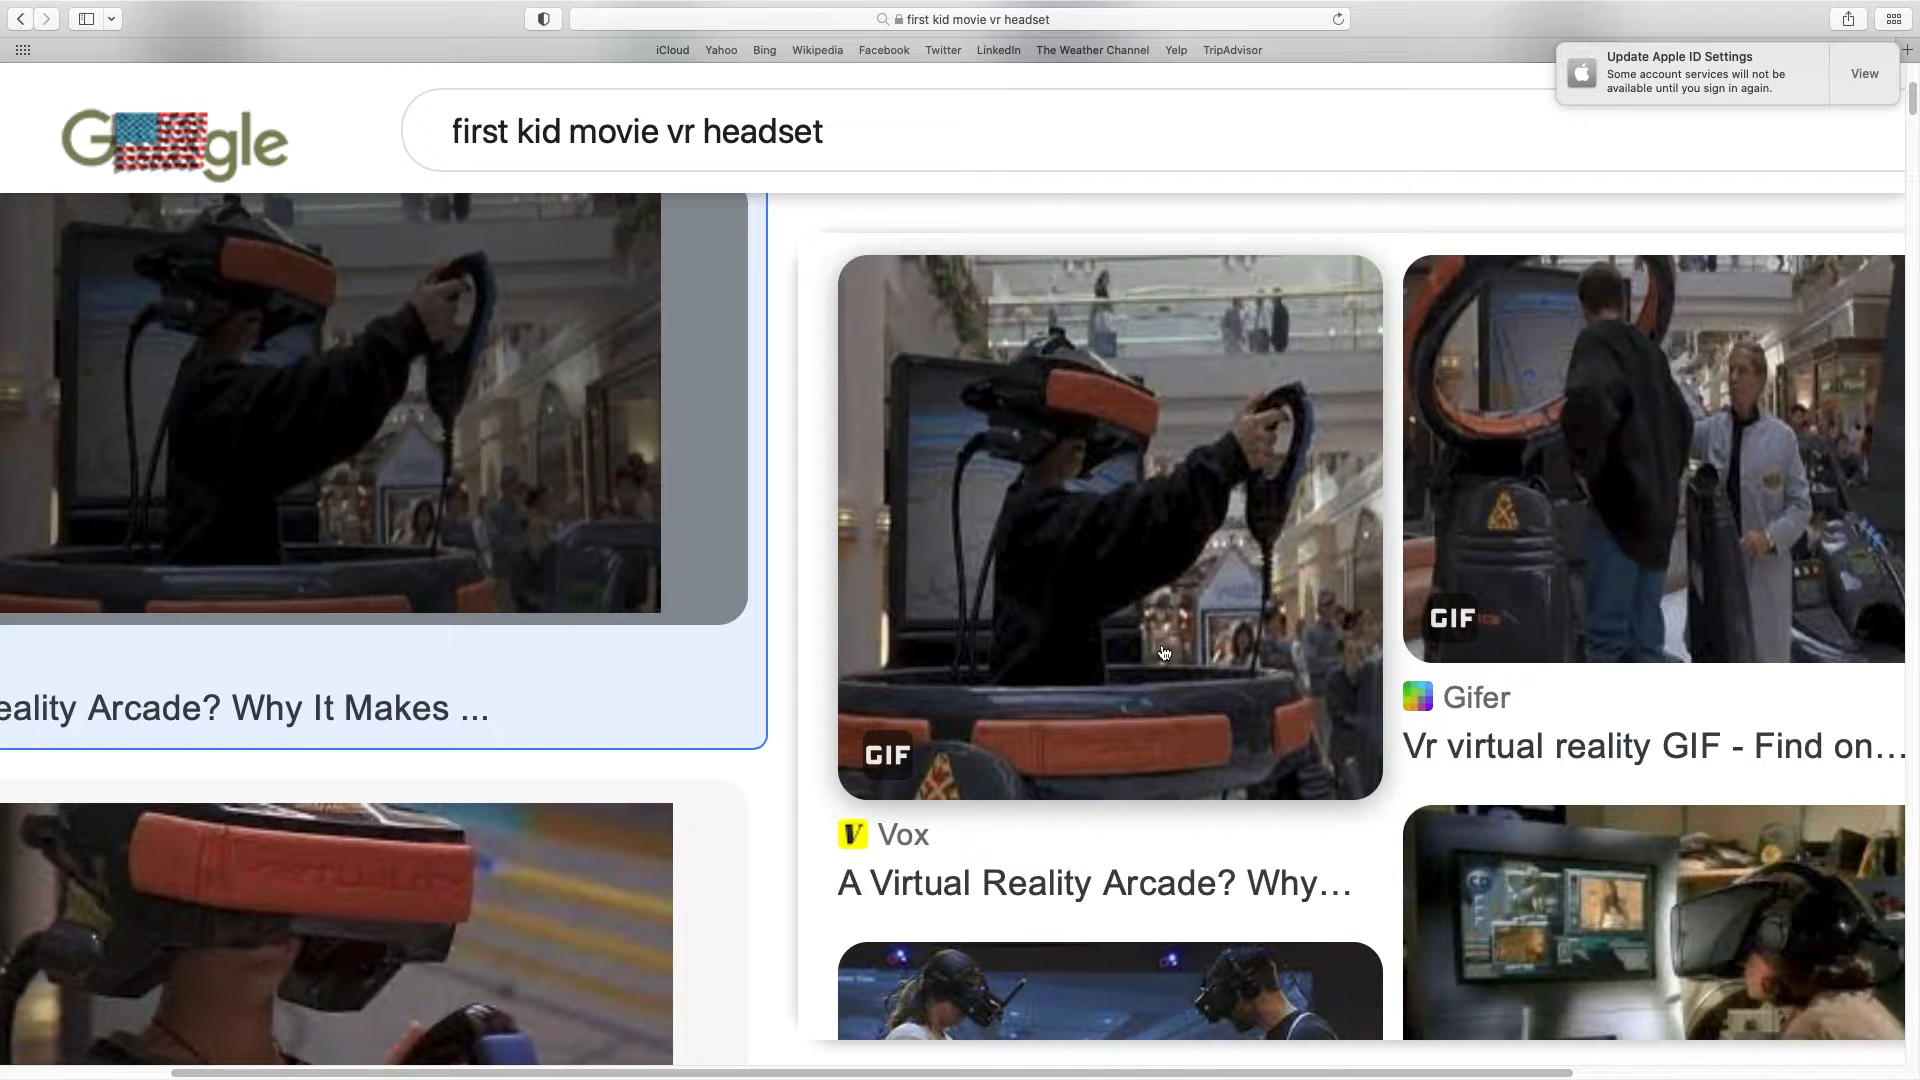 first kid movie vr headset
iCloud Yahoo Bing Wikipedia Facebook Twitter LinkedIn The Weather Channel Yelp TripAdvisor
Update Apple ID Settings
Some account services will not be
available until you sign in again.
View
Google
first kid movie vr headset
eality Arcade? Why It Makes ...
GIF
Vox
A Virtual Reality Arcade? Why...
GIF
Gifer
Vr virtual reality GIF - Find on...